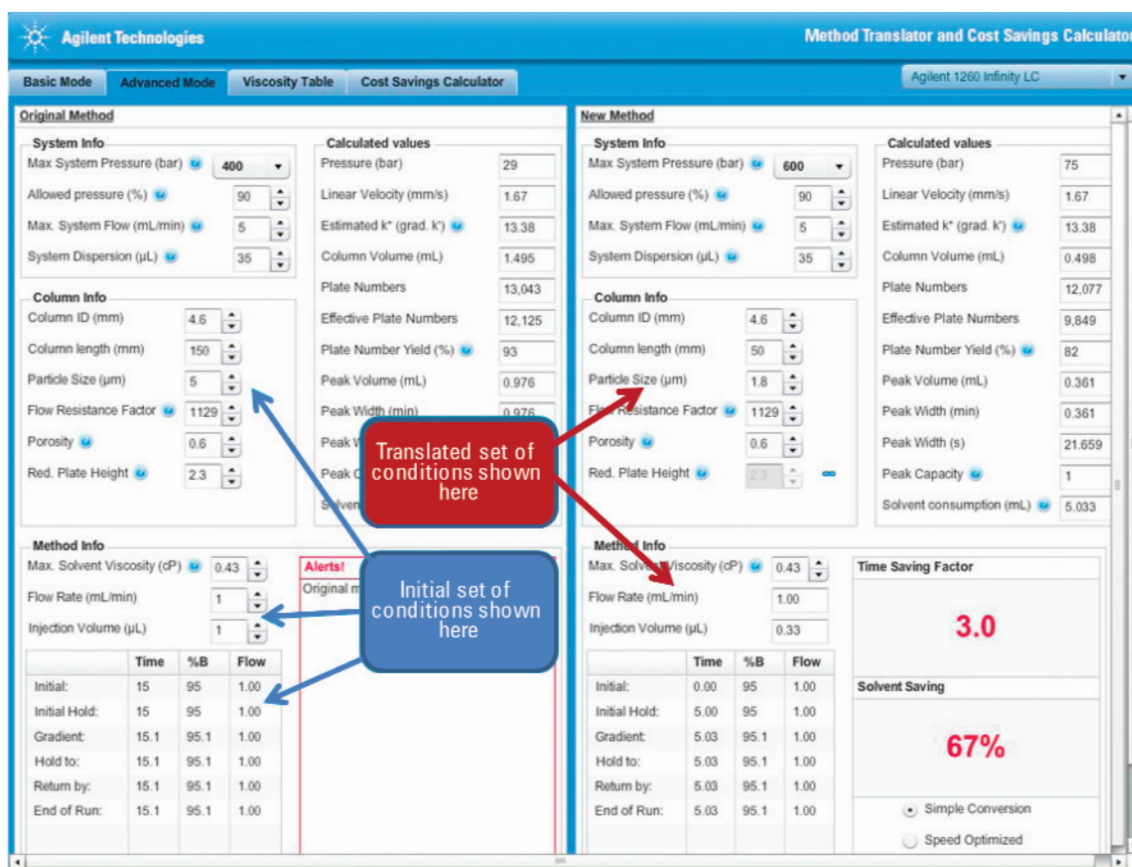 Agilent Technologies
Method Translator and Cost Savings Calculator
Basic Mode Advanced Mode Viscosity Table Cost Savings Calculator
Agilent 1260 Infinity LC
Original Method
System Info
Max System Pressure (bar) 400
Allowed pressure (%) 90
Max. System Flow (mL/min) 5
System Dispersion (µL) 35
Column Info
Column ID (mm) 4.6
Column length (mm) 150
Particle Size (µm) 5
Flow Resistance Factor 1129
Porosity 0.6
Red. Plate Height 2.3
Calculated values
Pressure (bar) 29
Linear Velocity (mm/s) 1.67
Estimated k* (grad. k') 13.38
Column Volume (mL) 1.495
Plate Numbers 13,043
Effective Plate Numbers 12,125
Plate Number Yield (%) 93
Peak Volume (mL) 0.976
Peak Width (min) 0.976
Peak
Peak
Method Info
Max. Solvent Viscosity (cP) 0.43
Flow Rate (mL/min) 1
Injection Volume (µL) 1
Time %B Flow
Initial: 15 95 1.00
Initial Hold: 15 95 1.00
Gradient: 15.1 95.1 1.00
Hold to: 15.1 95.1 1.00
Return by: 15.1 95.1 1.00
End of Run: 15.1 95.1 1.00
Alerts!
Original
Translated set of
conditions shown
here
Initial set of
conditions shown
here
New Method
System Info
Max System Pressure (bar) 600
Allowed pressure (%) 90
Max. System Flow (mL/min) 5
System Dispersion (µL) 35
Column Info
Column ID (mm) 4.6
Column length (mm) 50
Particle Size (µm) 1.8
Flow Resistance Factor 1129
Porosity 0.6
Red. Plate Height 2.3
Calculated values
Pressure (bar) 75
Linear Velocity (mm/s) 1.67
Estimated k* (grad. k') 13.38
Column Volume (mL) 0.498
Plate Numbers 12,077
Effective Plate Numbers 9,849
Plate Number Yield (%) 82
Peak Volume (mL) 0.361
Peak Width (min) 0.361
Peak Width (s) 21.659
Peak Capacity 1
Solvent consumption (mL) 5.033
Method Info
Max. Solvent Viscosity (cP) 0.43
Flow Rate (mL/min) 1.00
Injection Volume (µL) 0.33
Time %B Flow
Initial: 0.00 95 1.00
Initial Hold: 5.00 95 1.00
Gradient: 5.03 95.1 1.00
Hold to: 5.03 95.1 1.00
Return by: 5.03 95.1 1.00
End of Run: 5.03 95.1 1.00
Time Saving Factor
3.0
Solvent Saving
67%
Simple Conversion
Speed Optimized